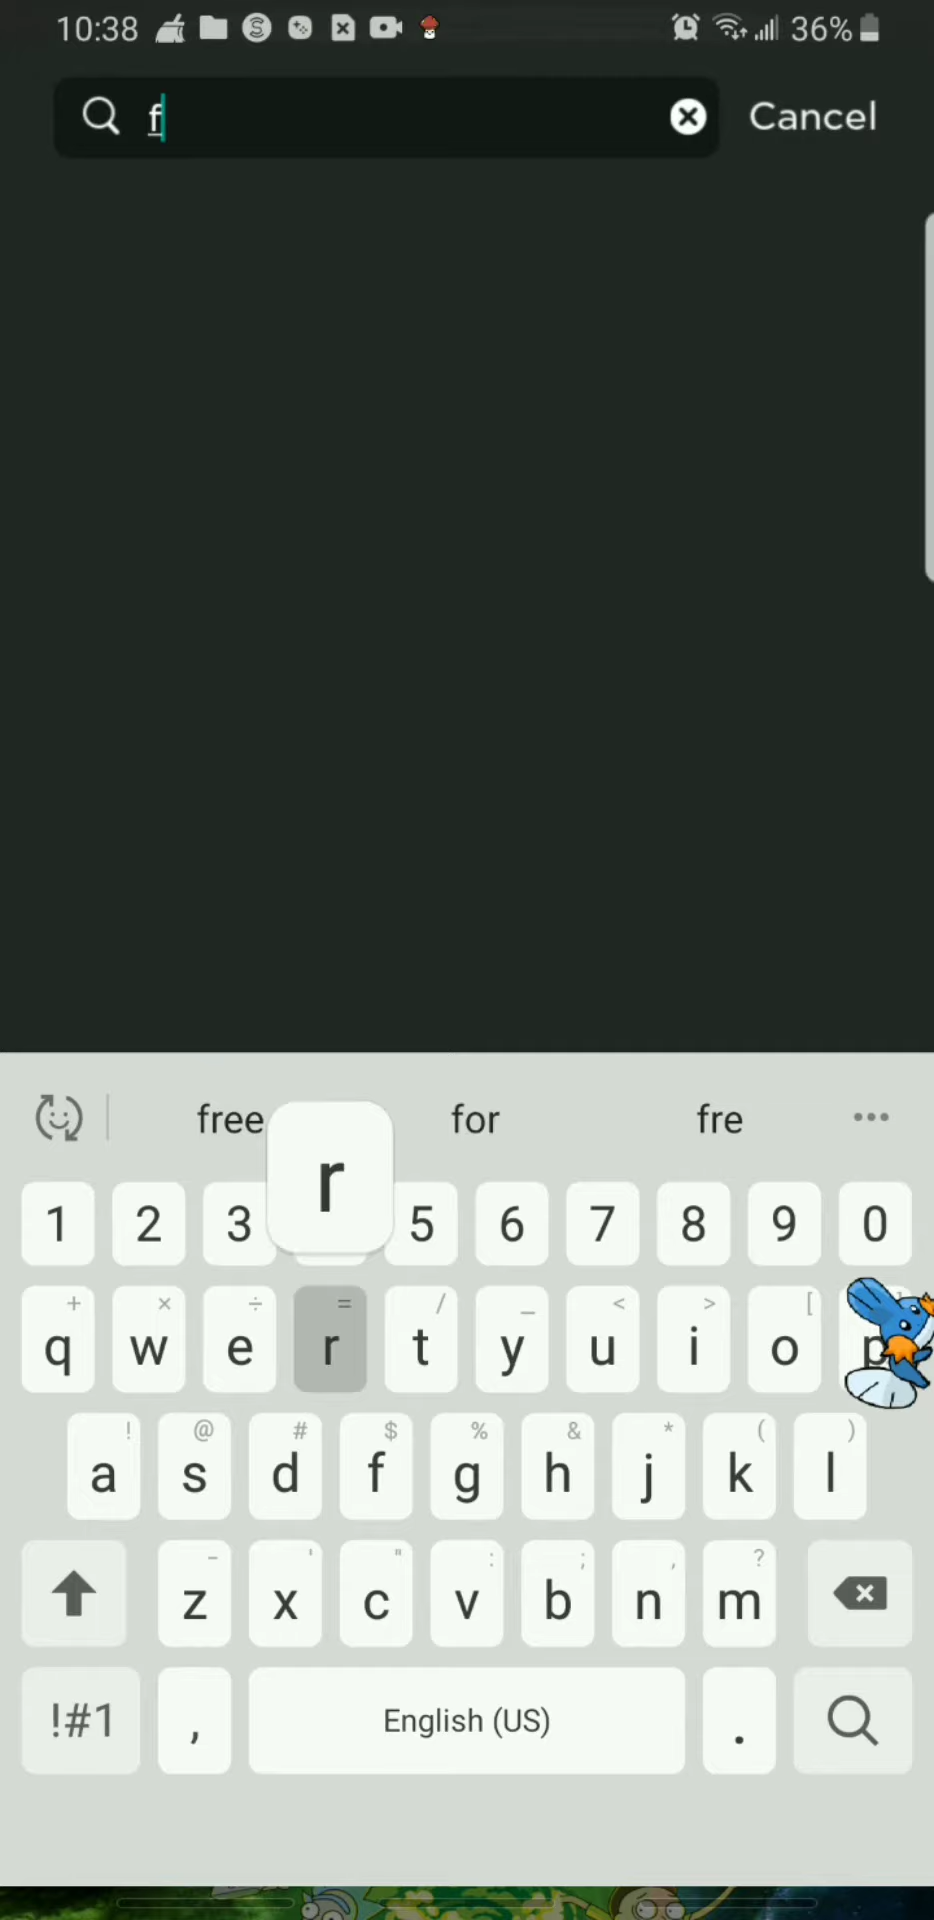 10:38 36%
f Cancel
free for fre
r
1 2 3 5 6 7 8 9 0
+ × ÷ = / _ < > [
q w e r t y u i o p
! @ # $ % & * ( )
a s d f g h j k l
- ' " : ; , ?
z x c v b n m
!#1 , English (US) .